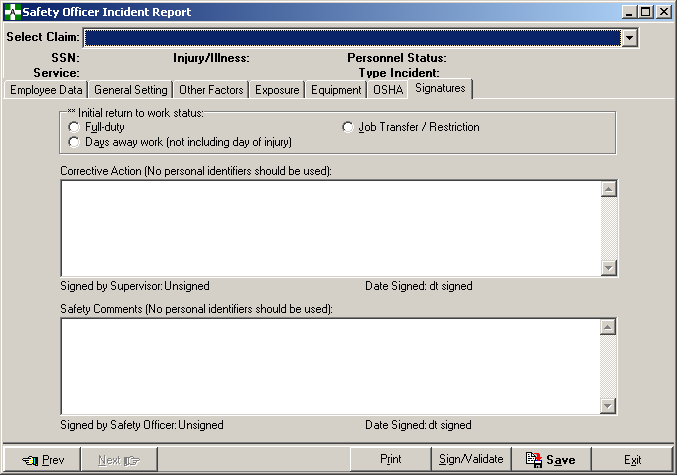 Safety Officer Incident Report
Select Claim:
SSN: Injury/Illness: Personnel Status:
Service: Type Incident:
Employee Data General Setting Other Factors Exposure Equipment OSHA Signatures
** Initial return to work status:
Full-duty Job Transfer / Restriction
Days away work (not including day of injury)
Corrective Action (No personal identifiers should be used):
Signed by Supervisor: Unsigned Date Signed: dt signed
Safety Comments (No personal identifiers should be used):
Signed by Safety Officer: Unsigned Date Signed: dt signed
Prev Next Print Sign/Validate Save Exit